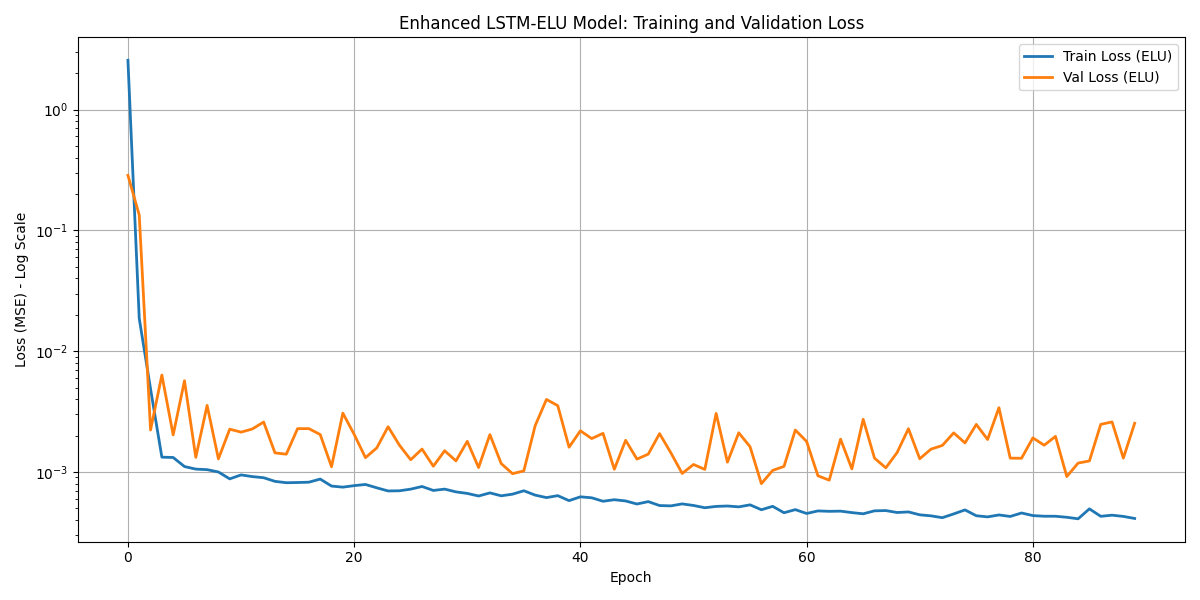 Enhanced LSTM-ELU Model: Training and Validation Loss
Train Loss (ELU)
Val Loss (ELU)
Loss (MSE) - Log Scale
10⁰
10⁻¹
10⁻²
10⁻³
0 20 40 60 80
Epoch